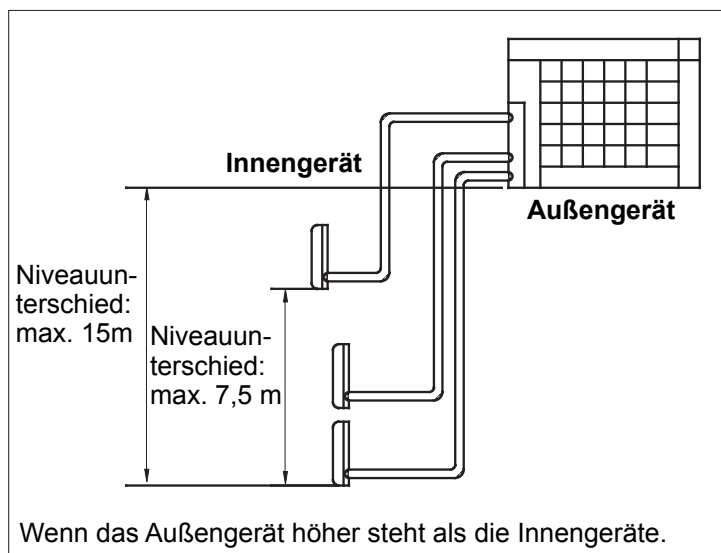 Innengerät
Außengerät
Niveauun-
terschied:
max. 15m
Niveauun-
terschied:
max. 7,5 m
Wenn das Außengerät höher steht als die Innengeräte.